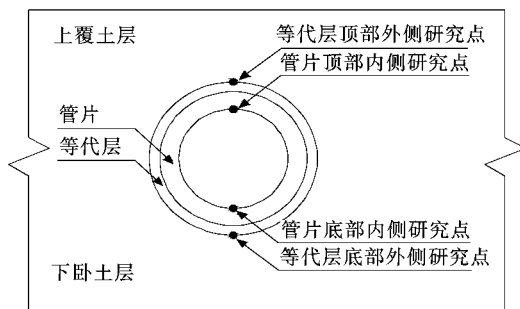 上覆土层
等代层顶部外侧研究点
管片顶部内侧研究点
管片
等代层
管片底部内侧研究点
等代层底部外侧研究点
下卧土层